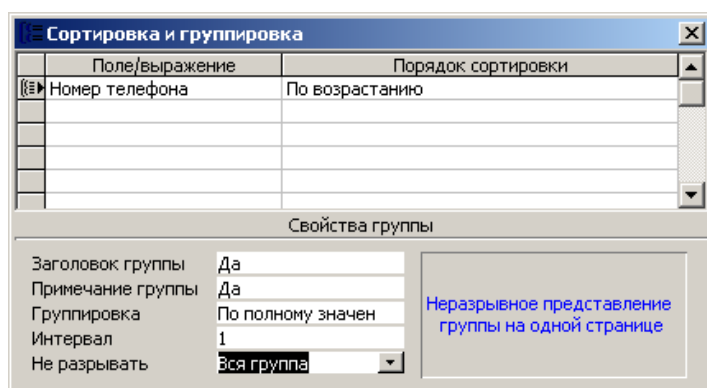 Сортировка и группировка
Поле/выражение Порядок сортировки
Номер телефона По возрастанию
Свойства группы
Заголовок группы Да
Примечание группы Да
Группировка По полному значен
Интервал 1
Не разрывать Вся группа
Неразрывное представление
группы на одной странице